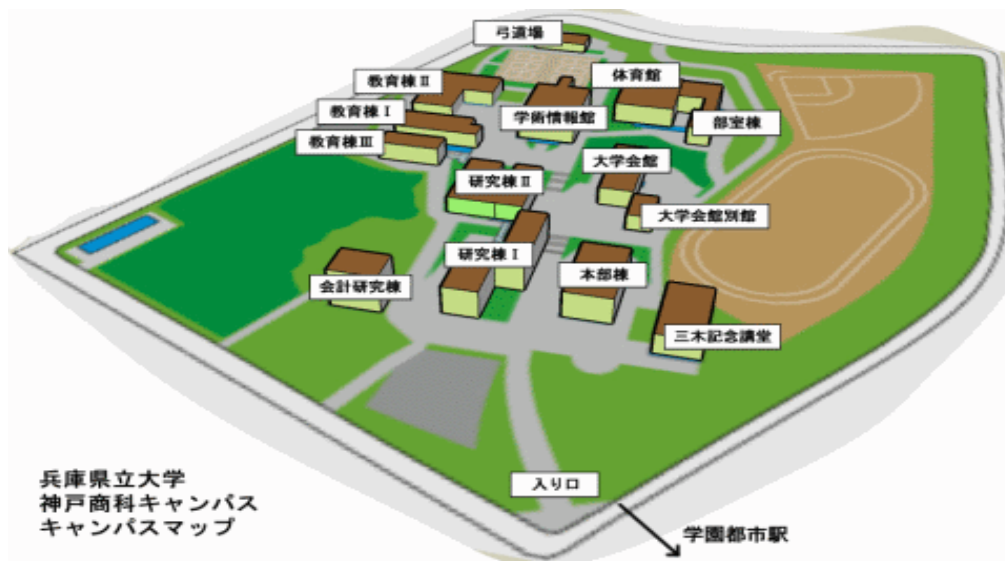 弓道場
体育館
教育棟Ⅱ
教育棟Ⅰ
学術情報館
部室棟
教育棟Ⅲ
大学会館
研究棟Ⅱ
大学会館別館
研究棟Ⅰ
本部棟
会計研究棟
三木記念講堂
入り口
学園都市駅
兵庫県立大学
神戸商科キャンパス
キャンパスマップ